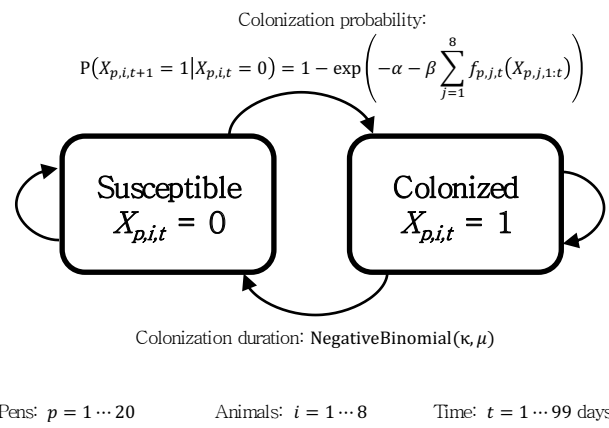 Colonization probability:
P(X_{p,i,t+1} = 1|X_{p,i,t} = 0) = 1 − exp(−α − β ∑_{j=1}^{8} f_{p,j,t}(X_{p,j,1:t}))
Susceptible
X_{p,i,t} = 0
Colonized
X_{p,i,t} = 1
Colonization duration: NegativeBinomial(κ, μ)
Pens: p = 1 ⋯ 20 Animals: i = 1 ⋯ 8 Time: t = 1 ⋯ 99 days